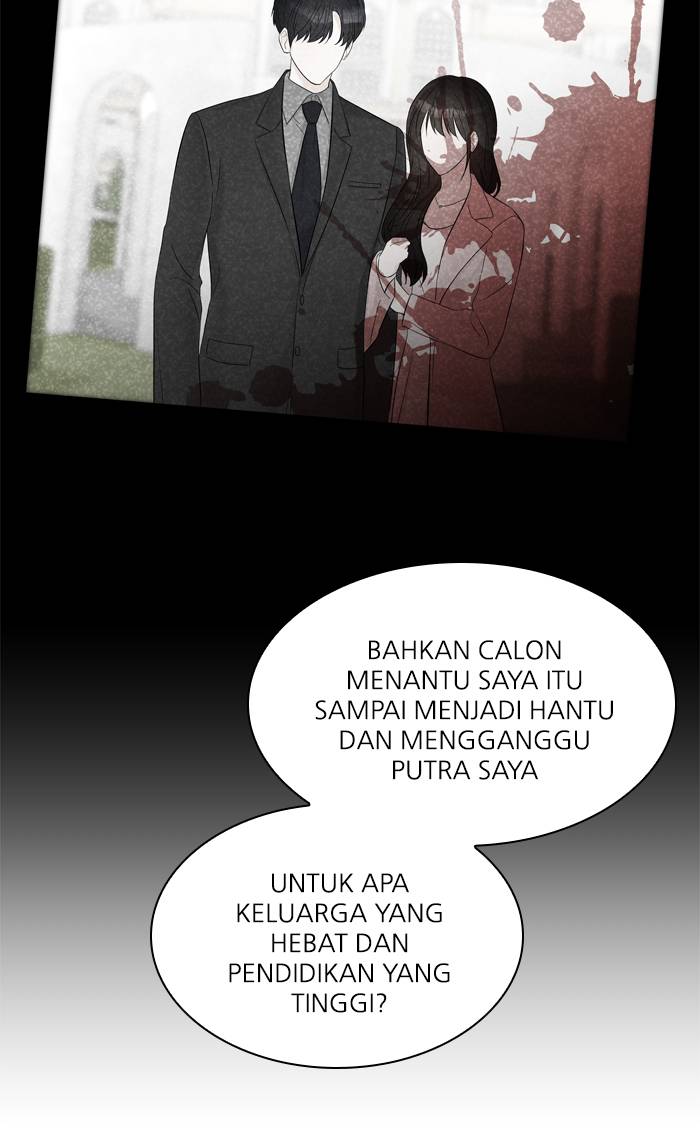 BAHKAN CALON
MENANTU SAYA ITU
SAMPAI MENJADI HANTU
DAN MENGGANGGU
PUTRA SAYA
UNTUK APA
KELUARGA YANG
HEBAT DAN
PENDIDIKAN YANG
TINGGI?